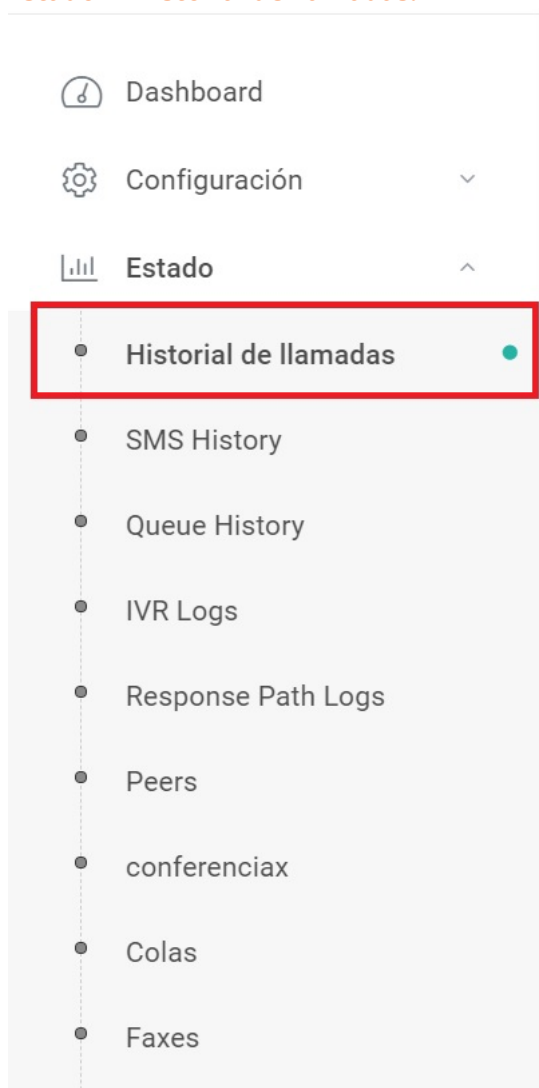 Dashboard
Configuración
Estado
Historial de llamadas
SMS History
Queue History
IVR Logs
Response Path Logs
Peers
conferenciax
Colas
Faxes